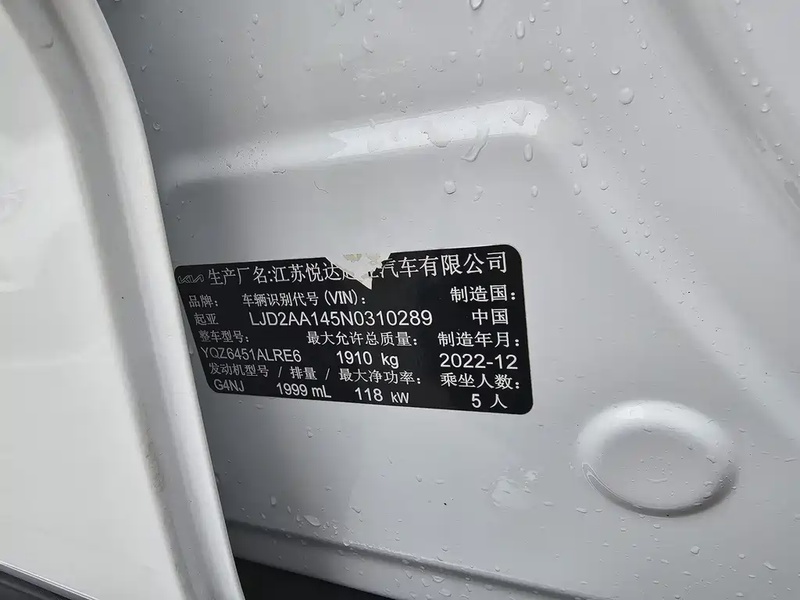 KIA 生产厂名:江苏悦达起亚汽车有限公司
品牌: 车辆识别代号(VIN): 制造国:
起亚 LJD2AA145N0310289 中国
整车型号: 最大允许总质量: 制造年月:
YQZ6451ALRE6 1910 kg 2022-12
发动机型号/排量/最大净功率: 乘坐人数:
G4NJ 1999 mL 118 kW 5 人